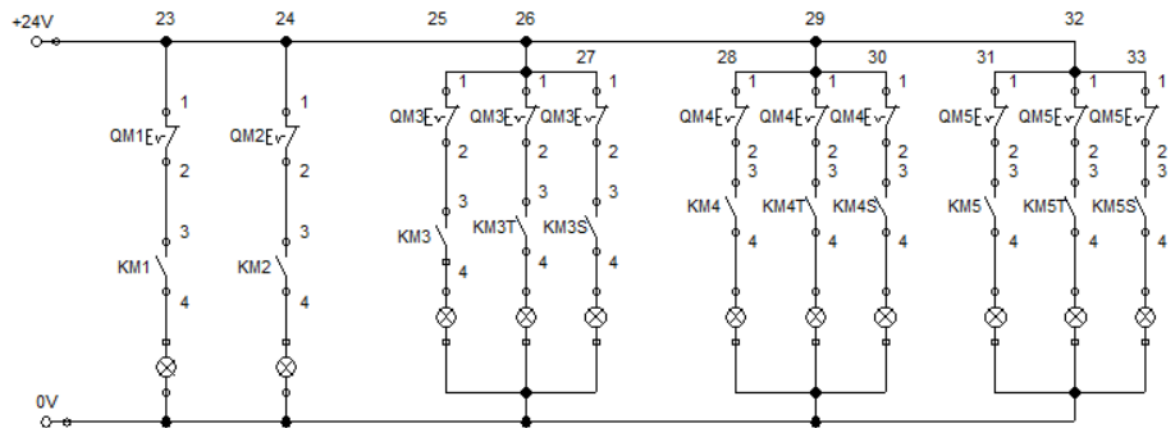 23 24 25 26 29 32
+24V
27 28 30 31 33
1 1 1 1 1 1 1 1 1 1 1
QM1 QM2 QM3 QM3 QM3 QM4 QM4 QM4 QM5 QM5 QM5
2 2 2 2 2 2 2 2 2 2 2
3 3 3 3 3 3
3 3 3
KM4 KM4T KM4S KM5 KM5T KM5S
KM3 KM3T KM3S
3 3
4 4 4 4 4 4
4 4 4
KM1 KM2
4 4
0V